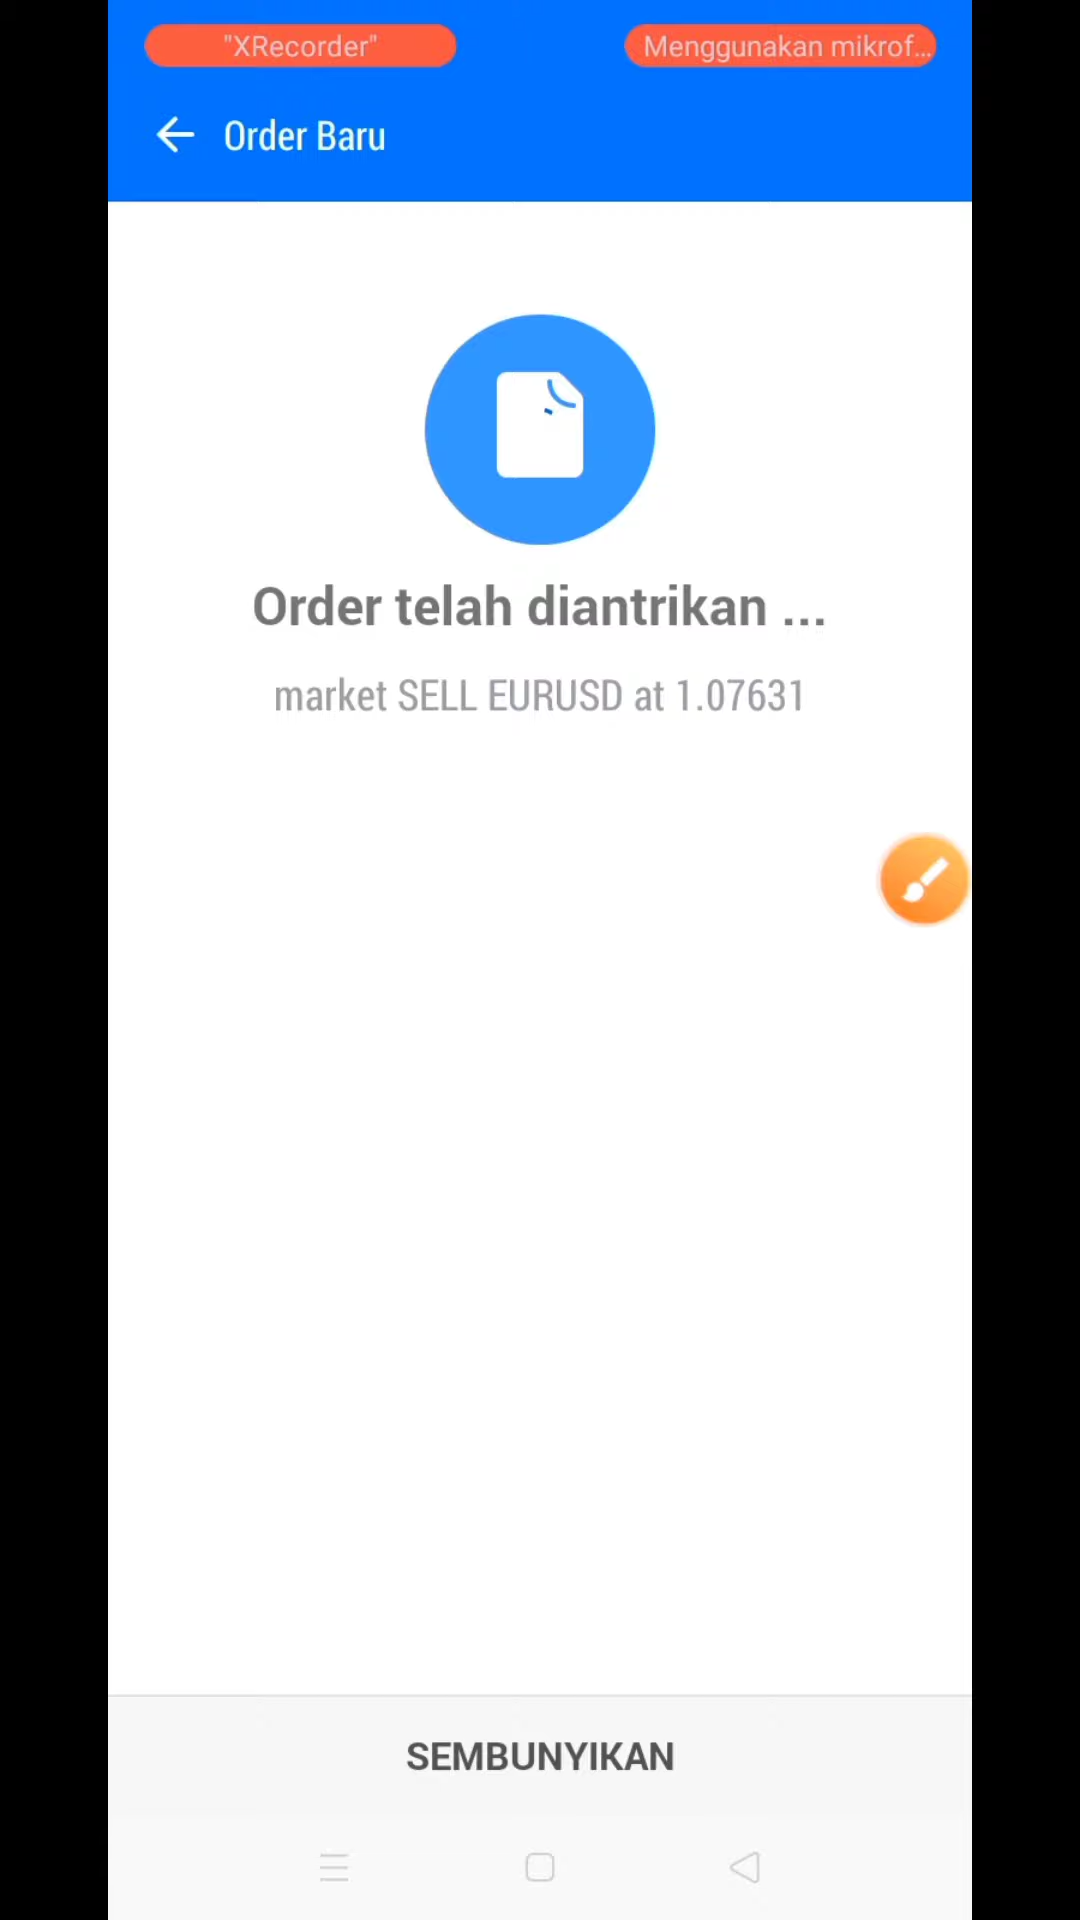 "XRecorder"
Menggunakan mikrof...
Order Baru
Order telah diantrikan ...
market SELL EURUSD at 1.07631
SEMBUNYIKAN